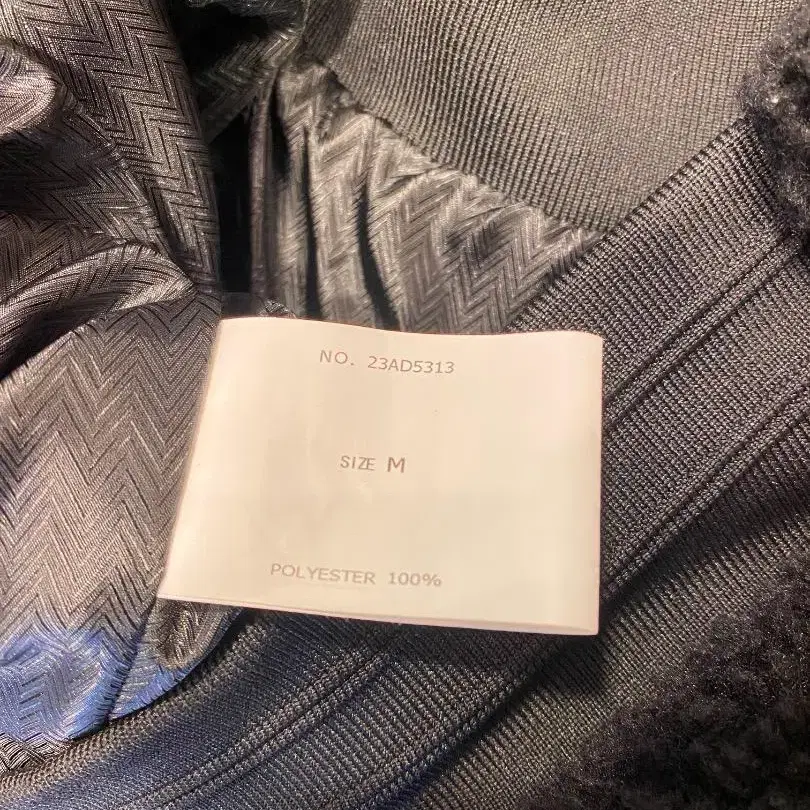 NO. 23AD5313
SIZE M
POLYESTER 100%